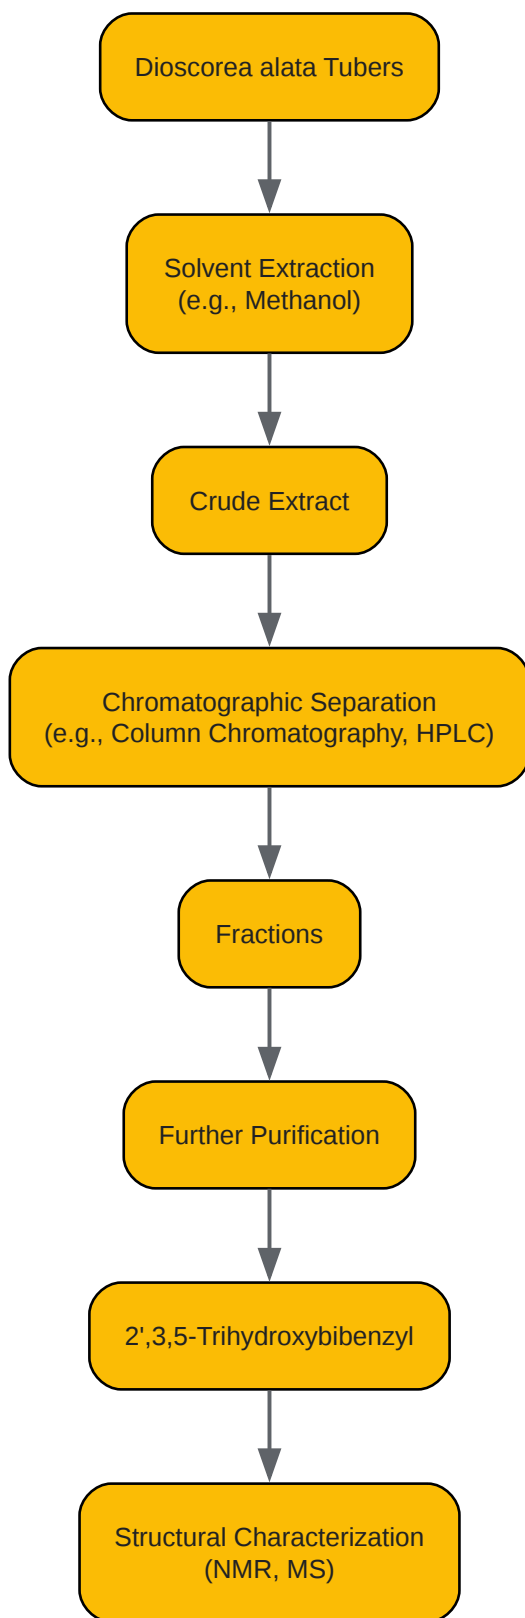 Dioscorea alata Tubers
Solvent Extraction
(e.g., Methanol)
Crude Extract
Chromatographic Separation
(e.g., Column Chromatography, HPLC)
Fractions
Further Purification
2',3,5-Trihydroxybibenzyl
Structural Characterization
(NMR, MS)